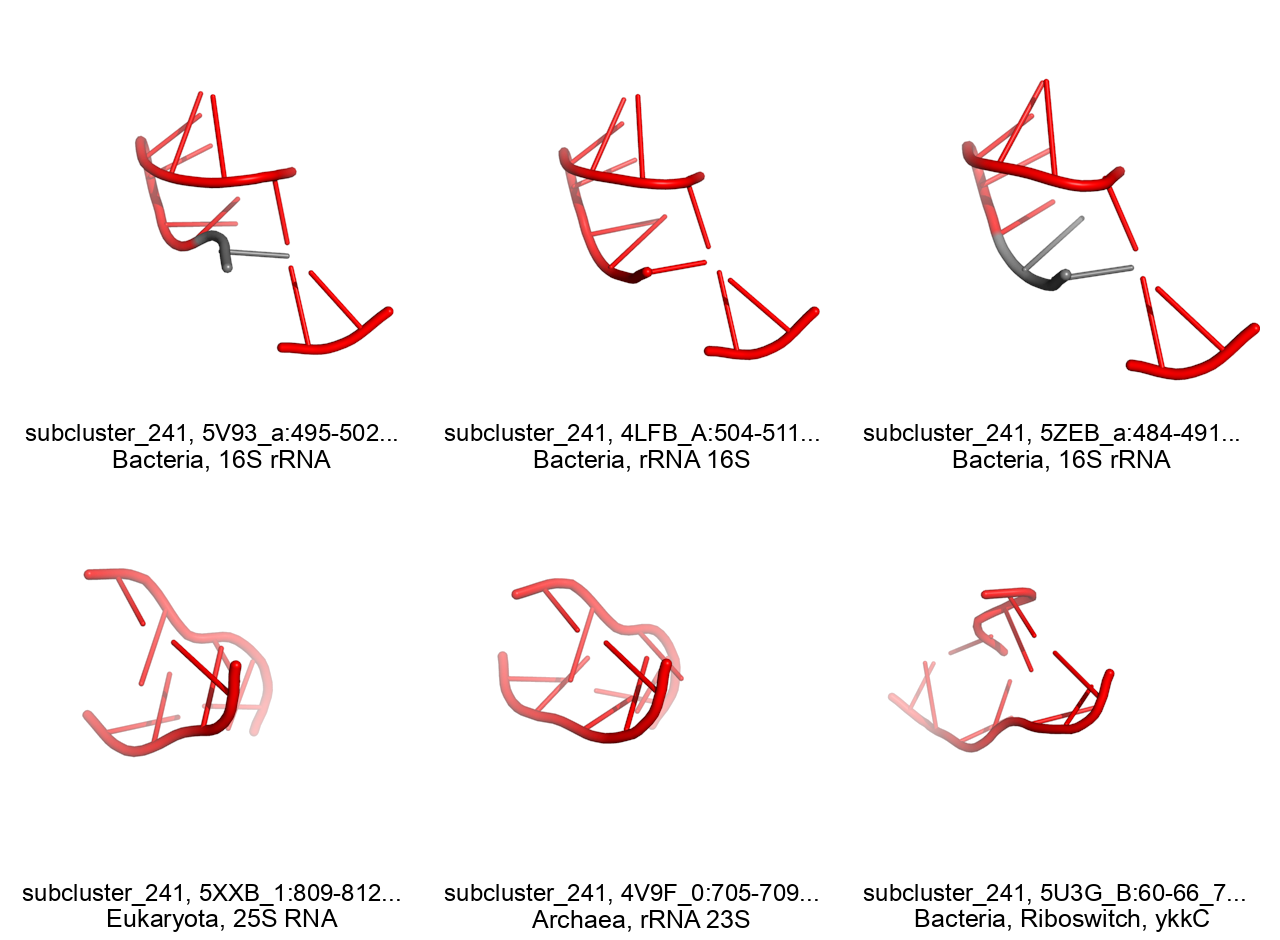 subcluster_241, 5V93_a:495-502...
Bacteria, 16S rRNA
subcluster_241, 4LFB_A:504-511...
Bacteria, rRNA 16S
subcluster_241, 5ZEB_a:484-491...
Bacteria, 16S rRNA
subcluster_241, 5XXB_1:809-812...
Eukaryota, 25S RNA
subcluster_241, 4V9F_0:705-709...
Archaea, rRNA 23S
subcluster_241, 5U3G_B:60-66_7...
Bacteria, Riboswitch, ykkC